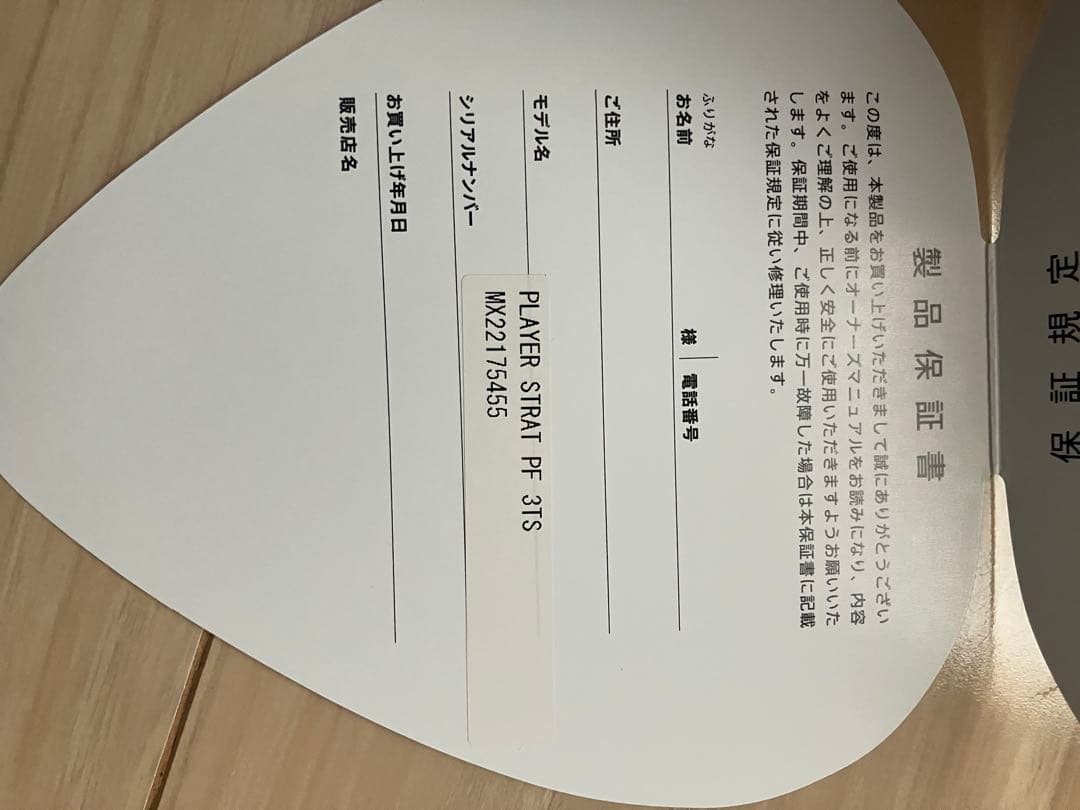 保証規定
製品保証書
この度は、本製品をお買い上げいただきまして誠にありがとうござい
ます。ご使用になる前にオーナーズマニュアルをお読みになり、内容
をよくご理解の上、正しく安全にご使用いただきますようお願いいた
します。保証期間中、ご使用時に万一故障した場合は本保証書に記載
された保証規定に従い修理いたします。
ふりがな
お名前 様 電話番号
ご住所
モデル名 PLAYER STRAT PF 3TS
シリアルナンバー MX22175455
お買い上げ年月日
販売店名